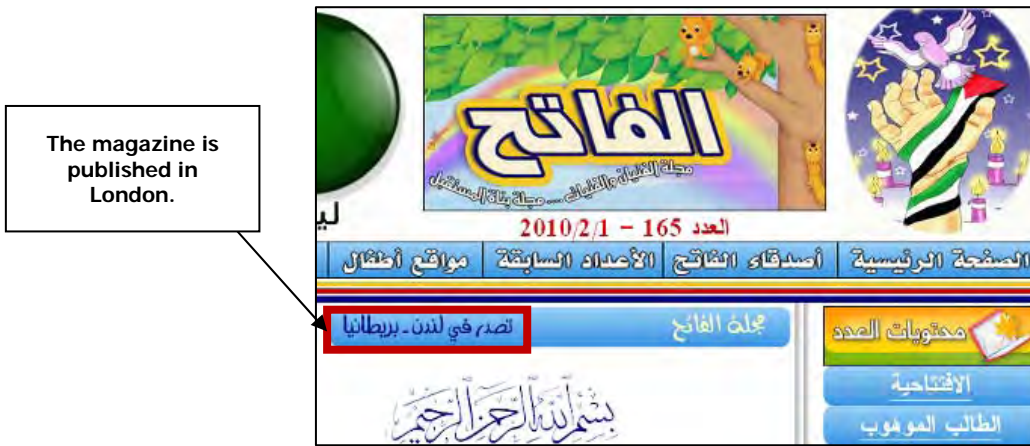 The magazine is
published in
London.
الفاتح
مجلة الفتيان والفتيات .... مجلة بناة المستقبل
العدد 165 – 2010/2/1
الصفحة الرئيسية
أصدقاء الفاتح
الأعداد السابقة
مواقع أطفال
مجلة الفاتح
تصدر في لندن - بريطانيا
محتويات العدد
الافتتاحية
الطالب الموهوب
بسم الله الرحمن الرحيم